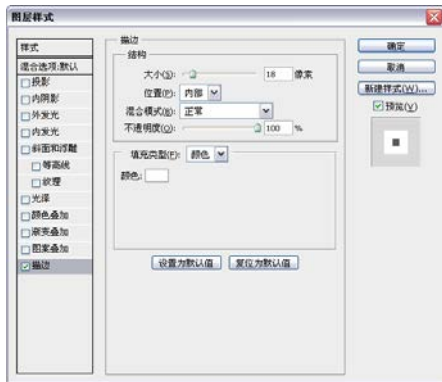 图层样式
样式
混合选项:默认
投影
内阴影
外发光
内发光
斜面和浮雕
等高线
纹理
光泽
颜色叠加
渐变叠加
图案叠加
描边
描边
结构
大小(S): 18 像素
位置(P): 内部
混合模式(B): 正常
不透明度(O): 100 %
填充类型(F): 颜色
颜色:
设置为默认值 复位为默认值
确定
取消
新建样式(W)...
预览(V)